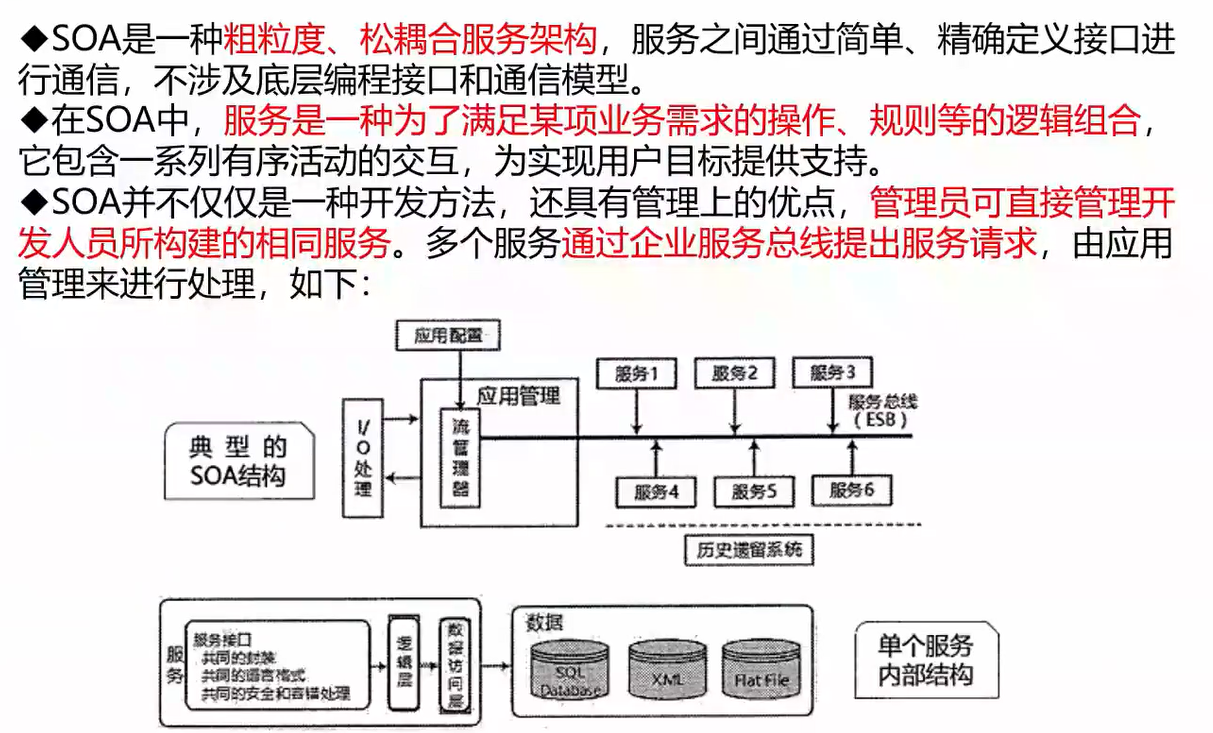 ◆SOA是一种粗粒度、松耦合服务架构，服务之间通过简单、精确定义接口进
行通信，不涉及底层编程接口和通信模型。
◆在SOA中，服务是一种为了满足某项业务需求的操作、规则等的逻辑组合，
它包含一系列有序活动的交互，为实现用户目标提供支持。
◆SOA并不仅仅是一种开发方法，还具有管理上的优点，管理员可直接管理开
发人员所构建的相同服务。多个服务通过企业服务总线提出服务请求，由应用
管理来进行处理，如下：
应用配置
应用管理
流管理器
I/O处理
典型的
SOA结构
服务1
服务2
服务3
服务总线
（ESB）
服务4
服务5
服务6
历史遗留系统
服务
服务接口
共同的封装
共同的语言格式
共同的安全和容错处理
逻辑层
数据访问层
数据
SQL
Database
XML
Flat File
单个服务
内部结构